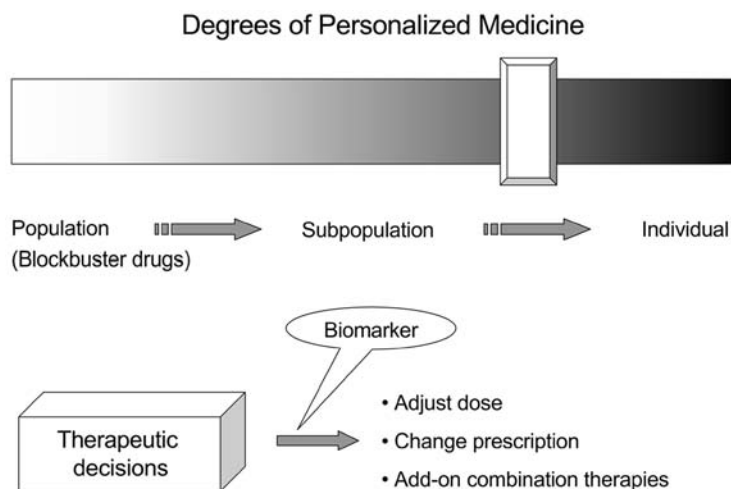 Degrees of Personalized Medicine
Population
(Blockbuster drugs)
Subpopulation
Individual
Biomarker
Therapeutic
decisions
• Adjust dose
• Change prescription
• Add-on combination therapies